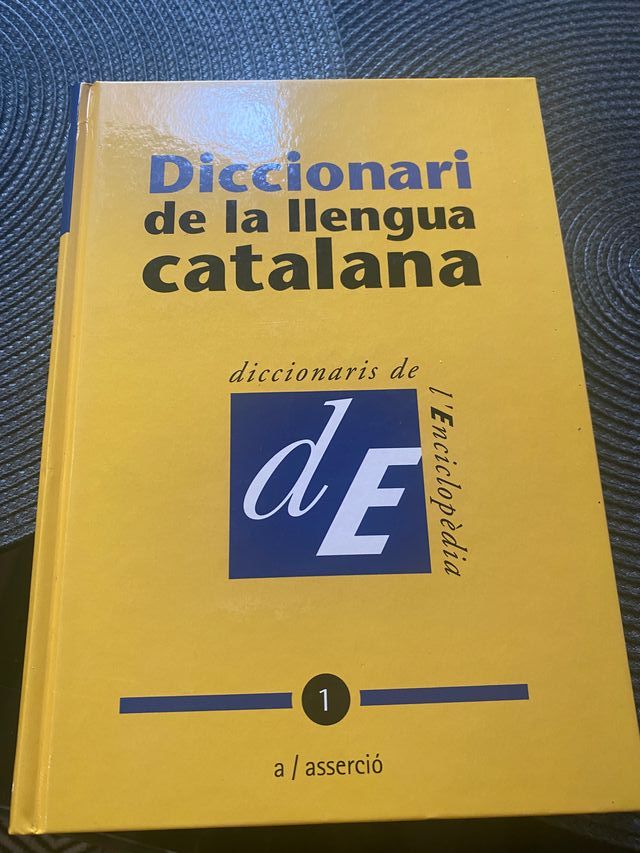 Diccionari
de la llengua
catalana
diccionaris de
l'Enciclopèdia
dE
1
a / asserció